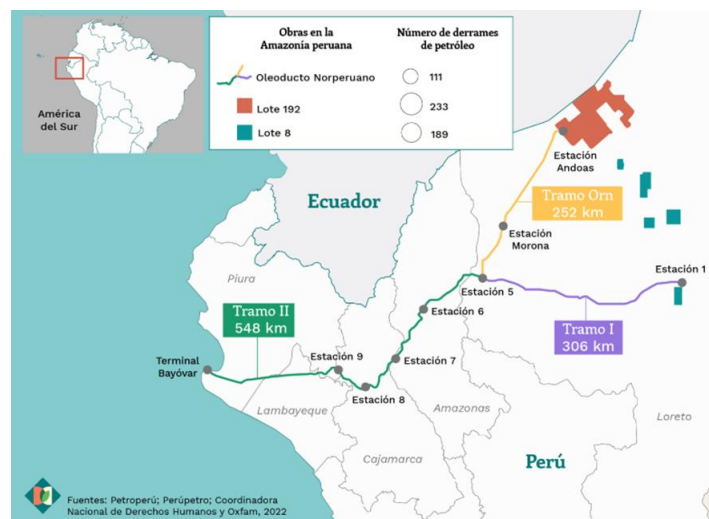 América
del Sur
Obras en la
Amazonía peruana
Número de derrames
de petróleo
Oleoducto Norperuano
111
Lote 192
233
Lote 8
189
Estación
Andoas
Ecuador
Tramo Orn
252 km
Estación
Morona
Piura
Estación 5
Estación 1
Tramo II
548 km
Estación 6
Tramo I
306 km
Terminal
Bayóvar
Estación 9
Estación 7
Estación 8
Lambayeque
Amazonas
Loreto
Cajamarca
Perú
Fuentes: Petroperú; Perúpetro; Coordinadora
Nacional de Derechos Humanos y Oxfam, 2022